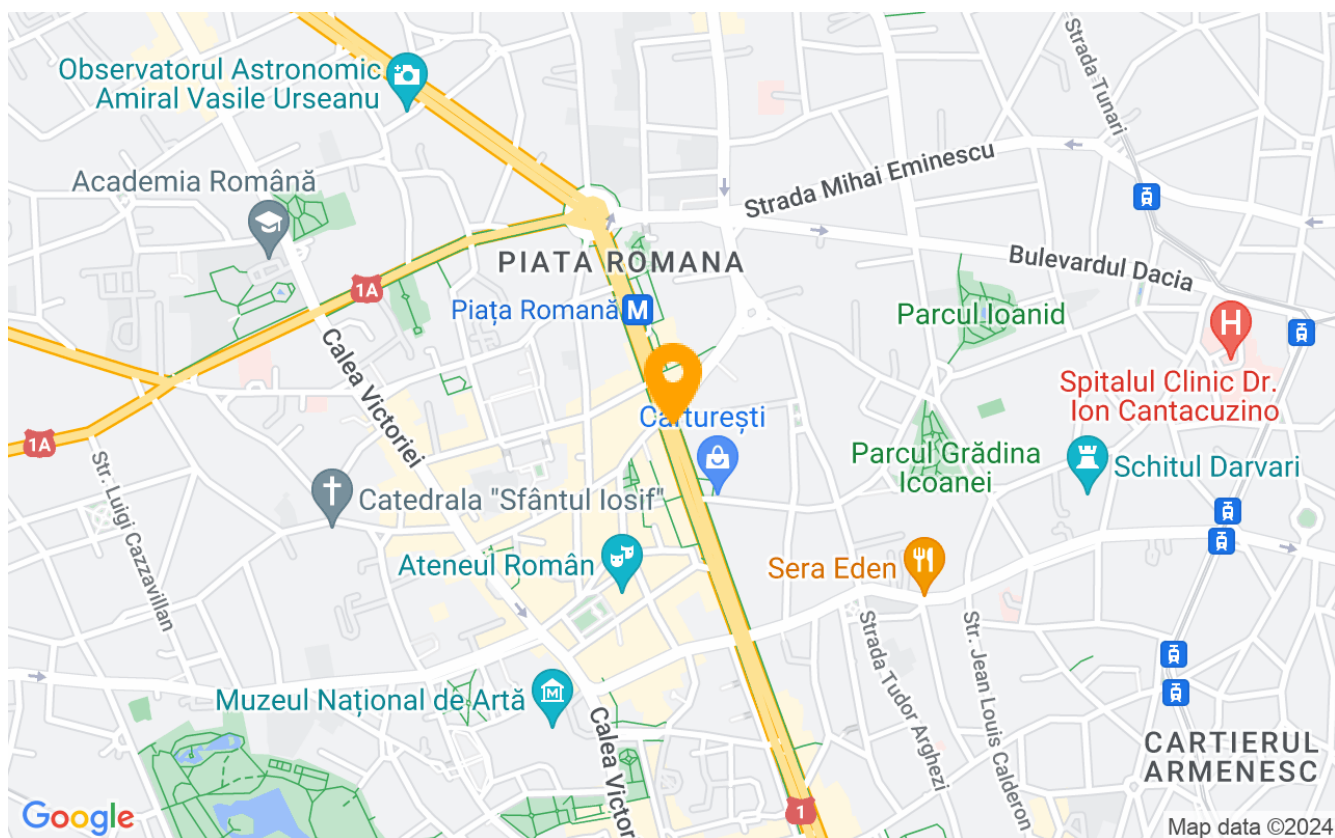 Observatorul Astronomic
Amiral Vasile Urseanu
Strada Tunari
Strada Mihai Eminescu
Academia Română
PIATA ROMANA
Bulevardul Dacia
1A
Piața Romană
M
Parcul Ioanid
H
Calea Victoriei
Spitalul Clinic Dr.
Ion Cantacuzino
Cărturești
1A
Parcul Grădina
Icoanei
Schitul Darvari
Str. Luigi Cazzavillan
Catedrala "Sfântul Iosif"
Ateneul Român
Sera Eden
Strada Tudor Arghezi
Str. Jean Louis Calderon
M
Muzeul Național de Artă
Calea Victor
CARTIERUL
ARMENESC
1
Google
Map data ©2024